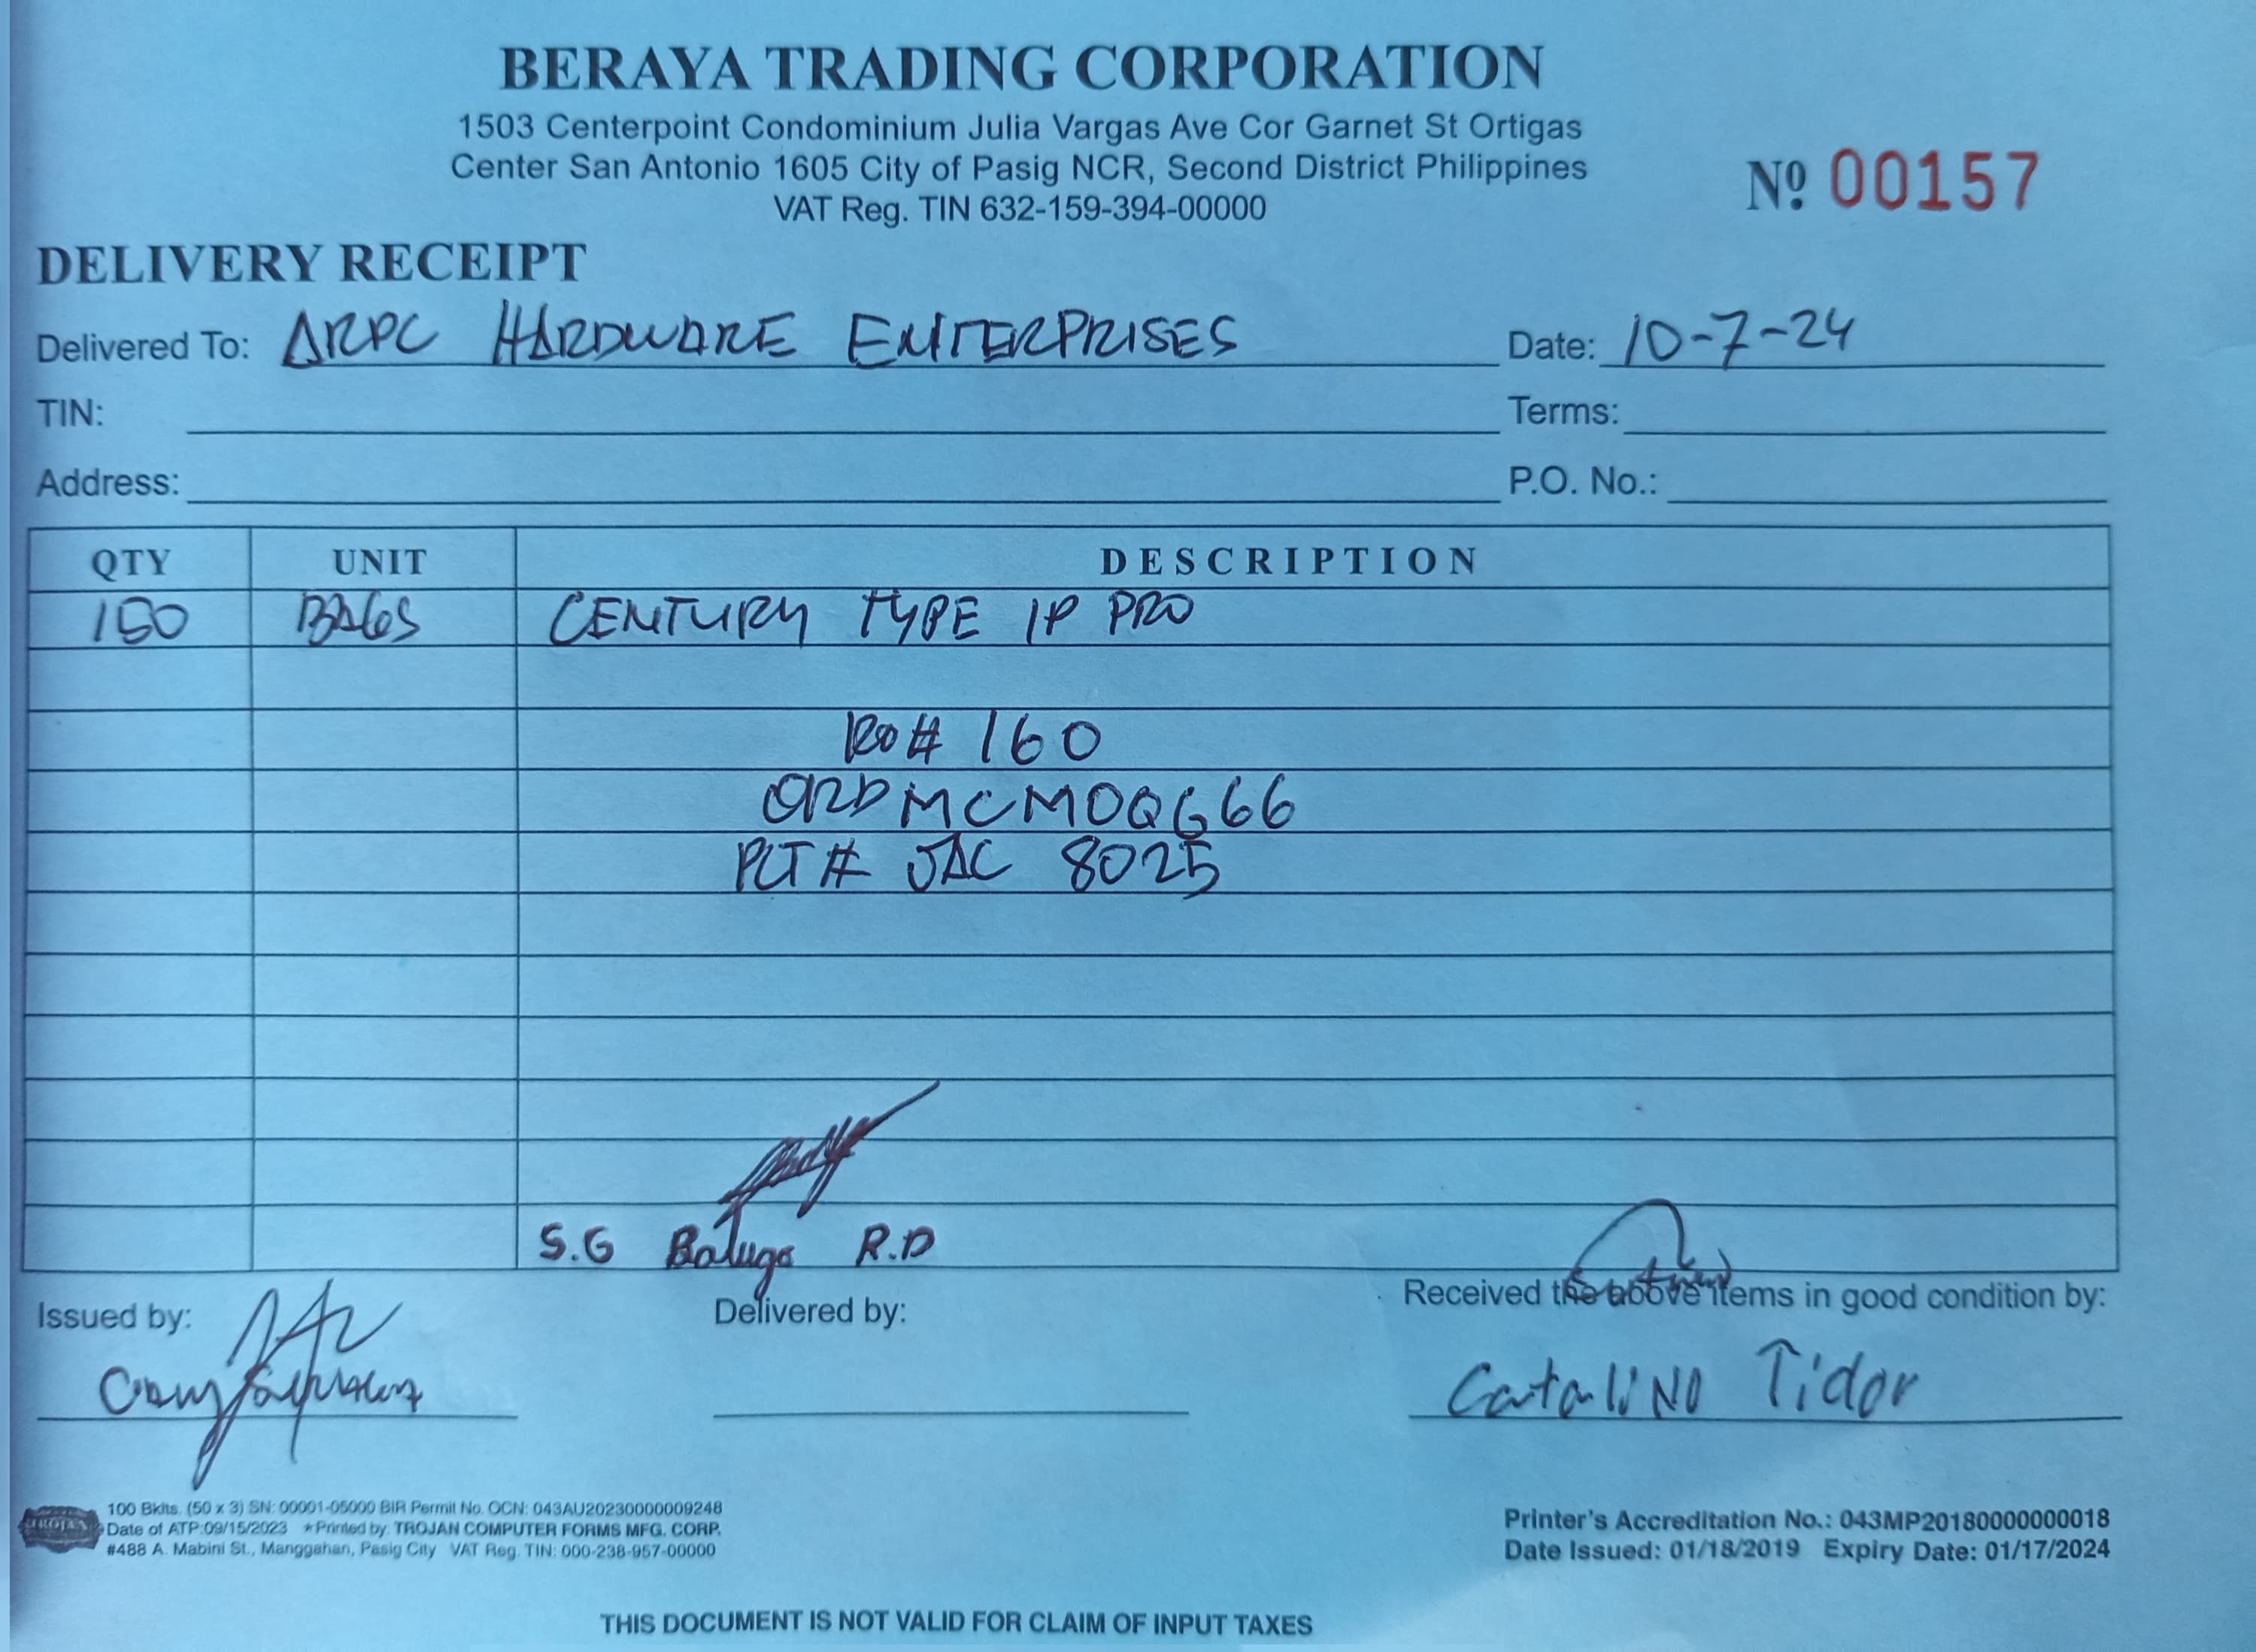 BERAYA TRADING CORPORATION
1503 Centerpoint Condominium Julia Vargas Ave Cor Garnet St Ortigas
Center San Antonio 1605 City of Pasig NCR, Second District Philippines
VAT Reg. TIN 632-159-394-00000
Nº 00157
DELIVERY RECEIPT
Delivered To: ARPC HARDWARE ENTERPRISES Date: 10-7-24
TIN: Terms:
Address: P.O. No.:
QTY UNIT DESCRIPTION
150 BAGS CENTURY TYPE 1P PRO
# 160
ORDMCMOQG66
PLT# JAC 8025
S.G Baluga R.D
Issued by: Delivered by: Received the above items in good condition by:
Catalino Tidor
100 Bklts. (50 x 3) SN: 00001-05000 BIR Permit No. OCN: 043AU20230000009248
Date of ATP:09/15/2023 *Printed by: TROJAN COMPUTER FORMS MFG. CORP.
#488 A. Mabini St., Manggahan, Pasig City VAT Reg. TIN: 000-238-957-00000
TROJAN
Printer's Accreditation No.: 043MP20180000000018
Date Issued: 01/18/2019 Expiry Date: 01/17/2024
THIS DOCUMENT IS NOT VALID FOR CLAIM OF INPUT TAXES